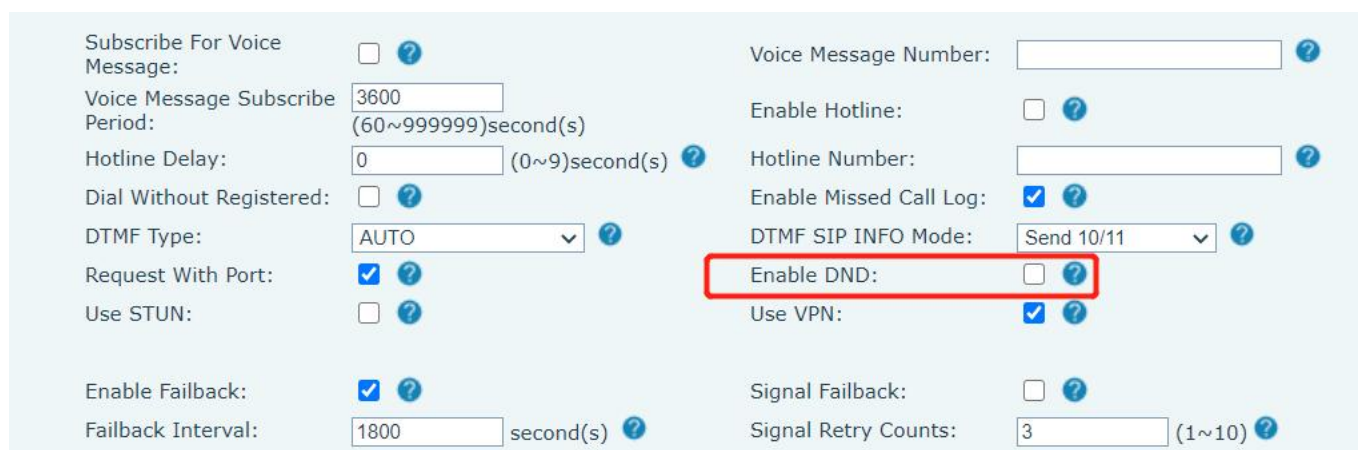 Subscribe For Voice Message: ? Voice Message Number: ?
Voice Message Subscribe Period: 3600 (60~999999)second(s) Enable Hotline: ?
Hotline Delay: 0 (0~9)second(s) ? Hotline Number: ?
Dial Without Registered: ? Enable Missed Call Log: ?
DTMF Type: AUTO ? DTMF SIP INFO Mode: Send 10/11 ?
Request With Port: ? Enable DND: ?
Use STUN: ? Use VPN: ?
Enable Failback: ? Signal Failback: ?
Failback Interval: 1800 second(s) ? Signal Retry Counts: 3 (1~10) ?